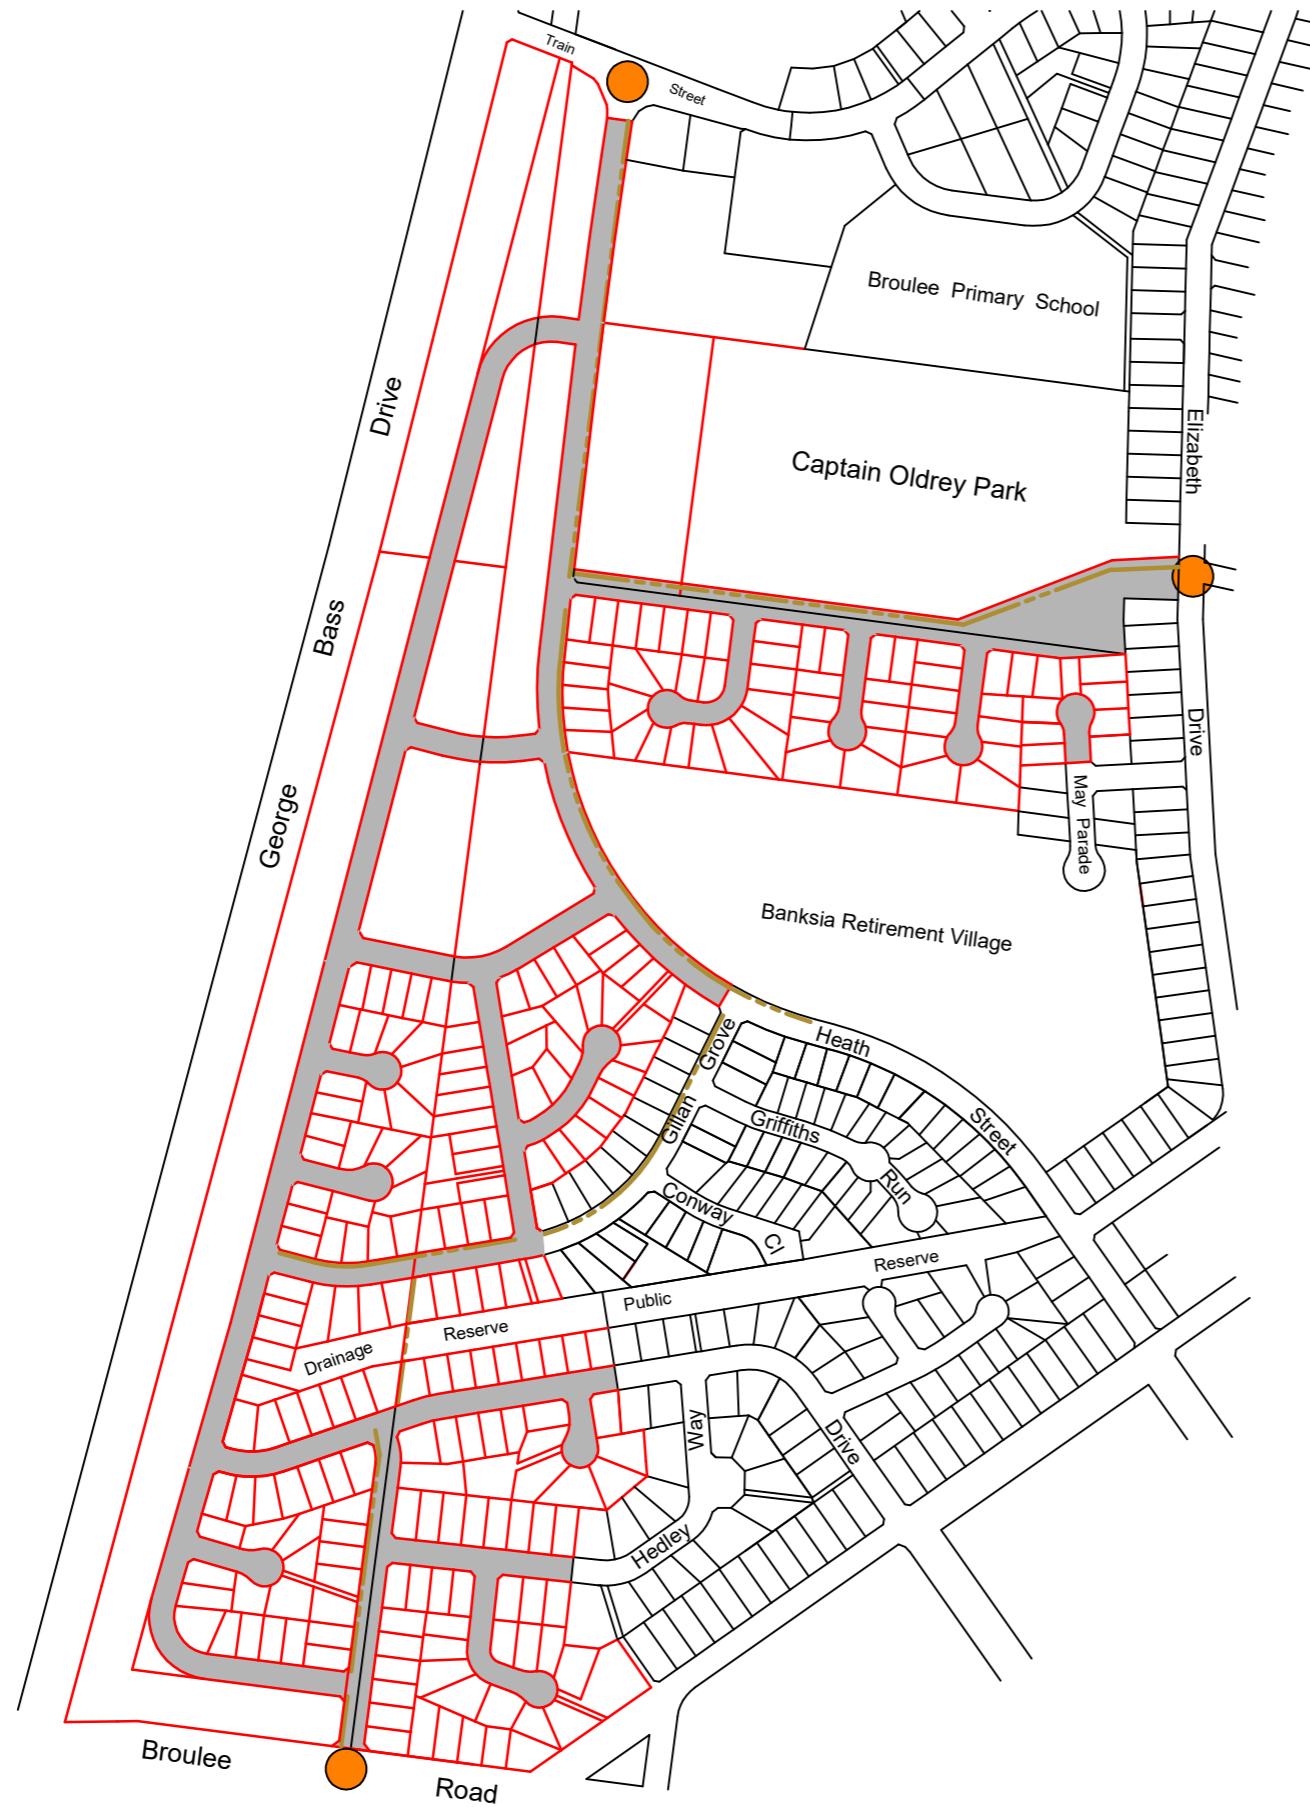 Train
Street
Broulee Primary School
Drive
Elizabeth
Captain Oldrey Park
Bass
Drive
George
May Parade
Banksia Retirement Village
Grove
Heath
Gillan
Griffiths
Street
Run
Conway
Cl
Reserve
Public
Reserve
Drainage
Way
Drive
Hedley
Broulee
Road